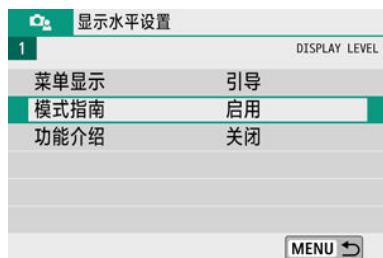 显示水平设置
1 DISPLAY LEVEL
菜单显示 引导
模式指南 启用
功能介绍 关闭
MENU